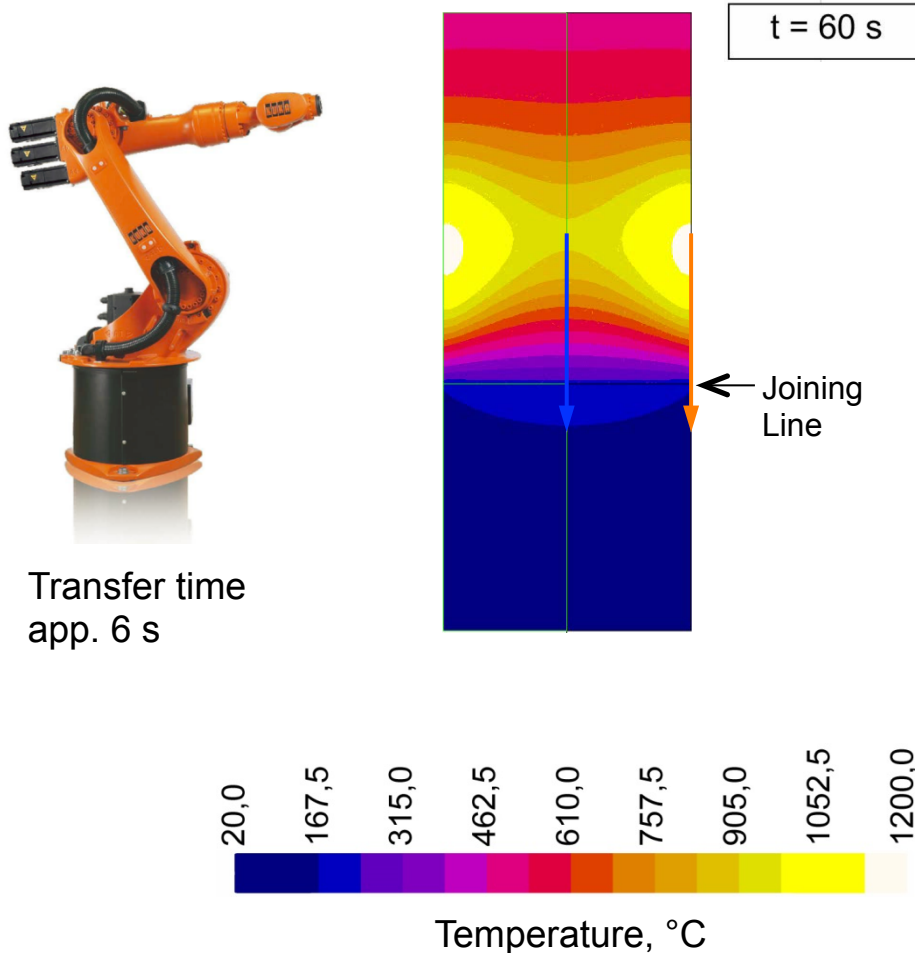 t = 60 s
Joining
Line
Transfer time
app. 6 s
20,0
167,5
315,0
462,5
610,0
757,5
905,0
1052,5
1200,0
Temperature, °C